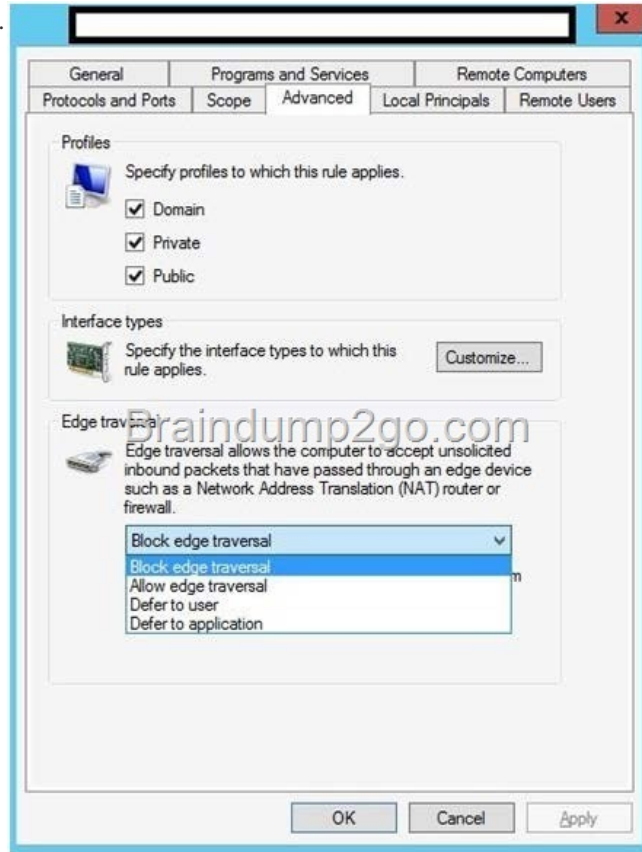 .
x
General Programs and Services Remote Computers
Protocols and Ports Scope Advanced Local Principals Remote Users
Profiles
Specify profiles to which this rule applies.
Domain
Private
Public
Interface types
Specify the interface types to which this
rule applies.
Customize...
Edge traversal
Braindump2go.com
Edge traversal allows the computer to accept unsolicited
inbound packets that have passed through an edge device
such as a Network Address Translation (NAT) router or
firewall.
Block edge traversal
Block edge traversal
Allow edge traversal
Defer to user
Defer to application
m
OK Cancel Apply